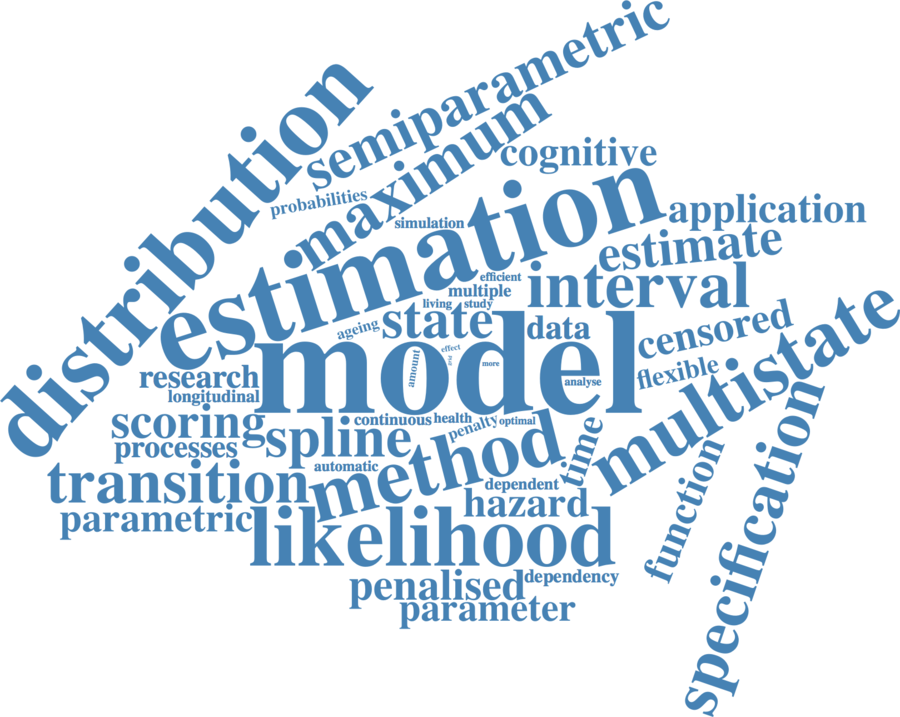 semiparametric
distribution
maximum
cognitive
probabilities
application
simulation
estimation
estimate
efficient
multiple
interval
living
study
ageing
state
data
censored
multistate
model
effect
amount
more
analyse
flexible
research
longitudinal
scoring
continuous
health
penalty
optimal
processes
spline
method
time
automatic
transition
dependent
function
specification
parametric
hazard
likelihood
dependency
penalised
parameter